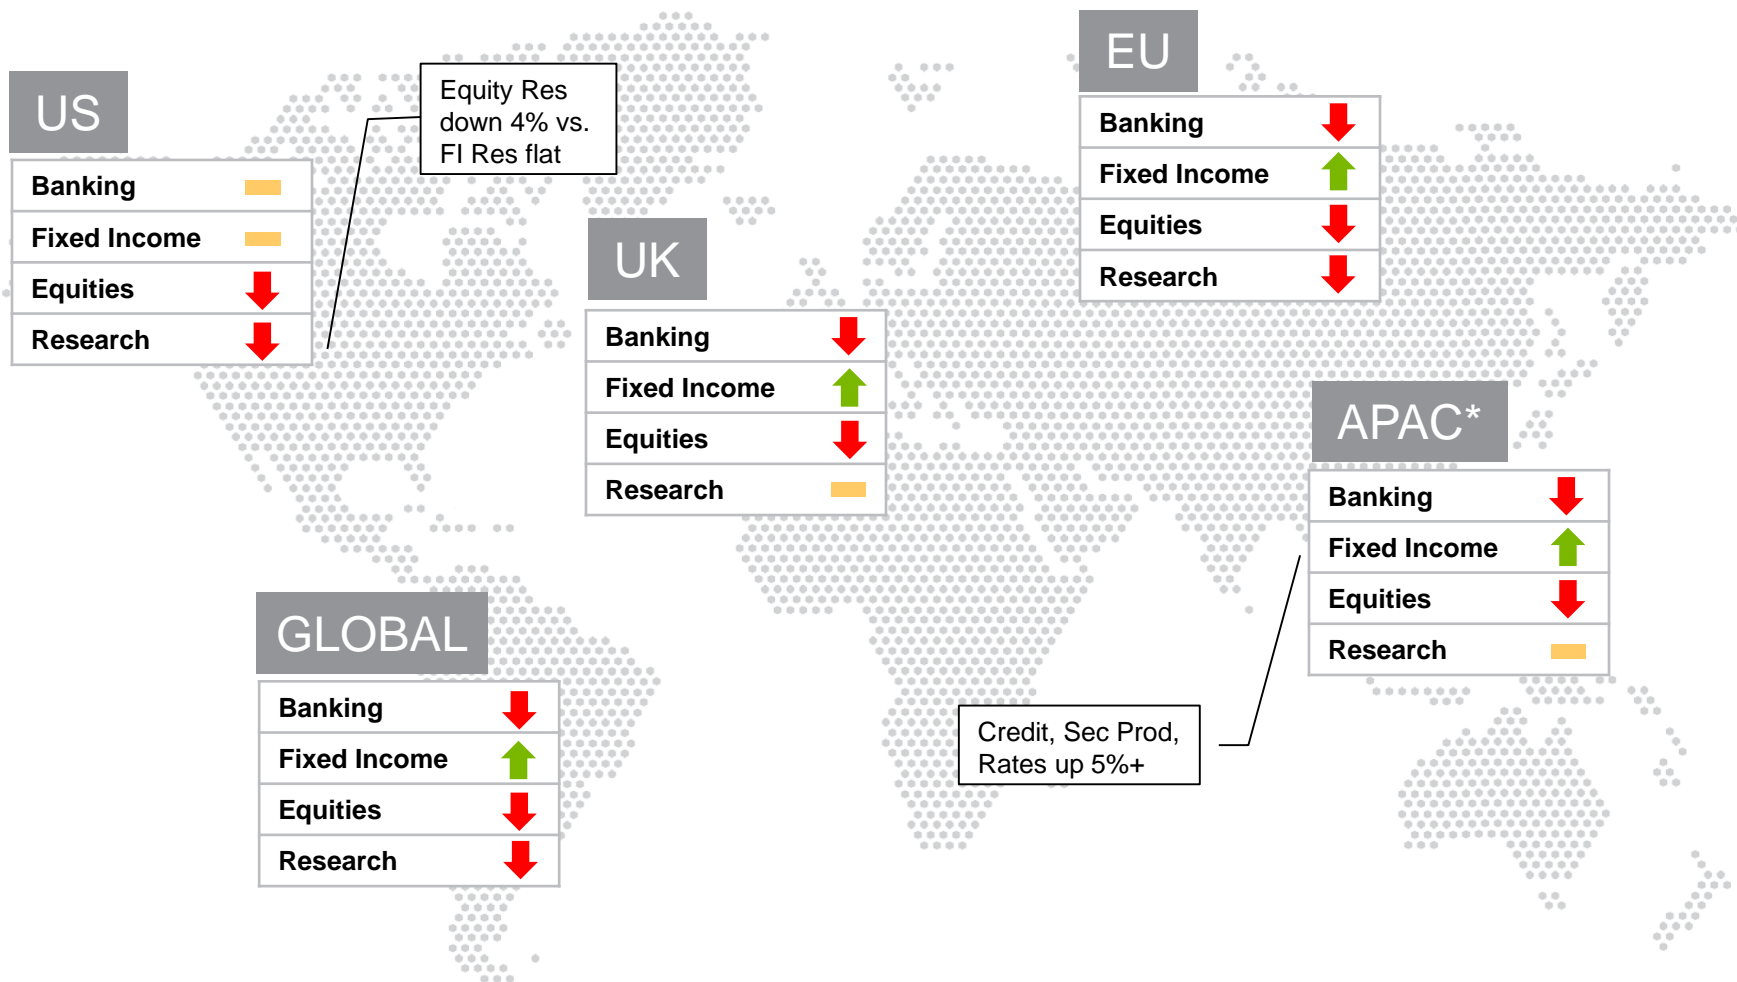 US
Banking
Fixed Income
Equities
Research
Equity Res
down 4% vs.
FI Res flat
UK
Banking
Fixed Income
Equities
Research
EU
Banking
Fixed Income
Equities
Research
APAC*
Banking
Fixed Income
Equities
Research
GLOBAL
Banking
Fixed Income
Equities
Research
Credit, Sec Prod,
Rates up 5%+